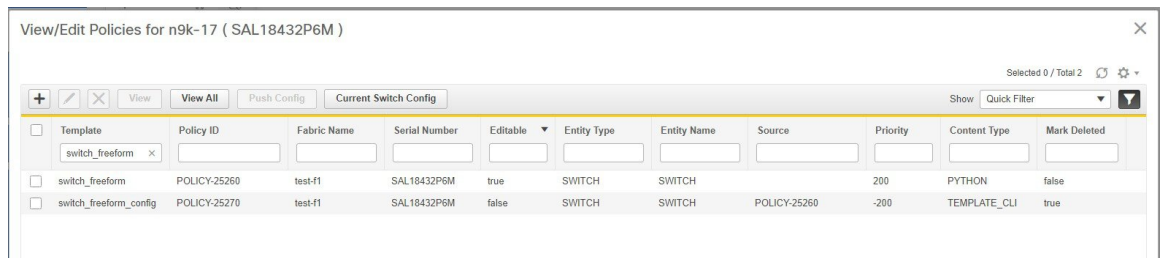 View/Edit Policies for n9k-17 ( SAL18432P6M )
Selected 0 / Total 2
View View All Push Config Current Switch Config Show Quick Filter
Template Policy ID Fabric Name Serial Number Editable Entity Type Entity Name Source Priority Content Type Mark Deleted
switch_freeform
switch_freeform POLICY-25260 test-f1 SAL18432P6M true SWITCH SWITCH 200 PYTHON false
switch_freeform_config POLICY-25270 test-f1 SAL18432P6M false SWITCH SWITCH POLICY-25260 -200 TEMPLATE_CLI true